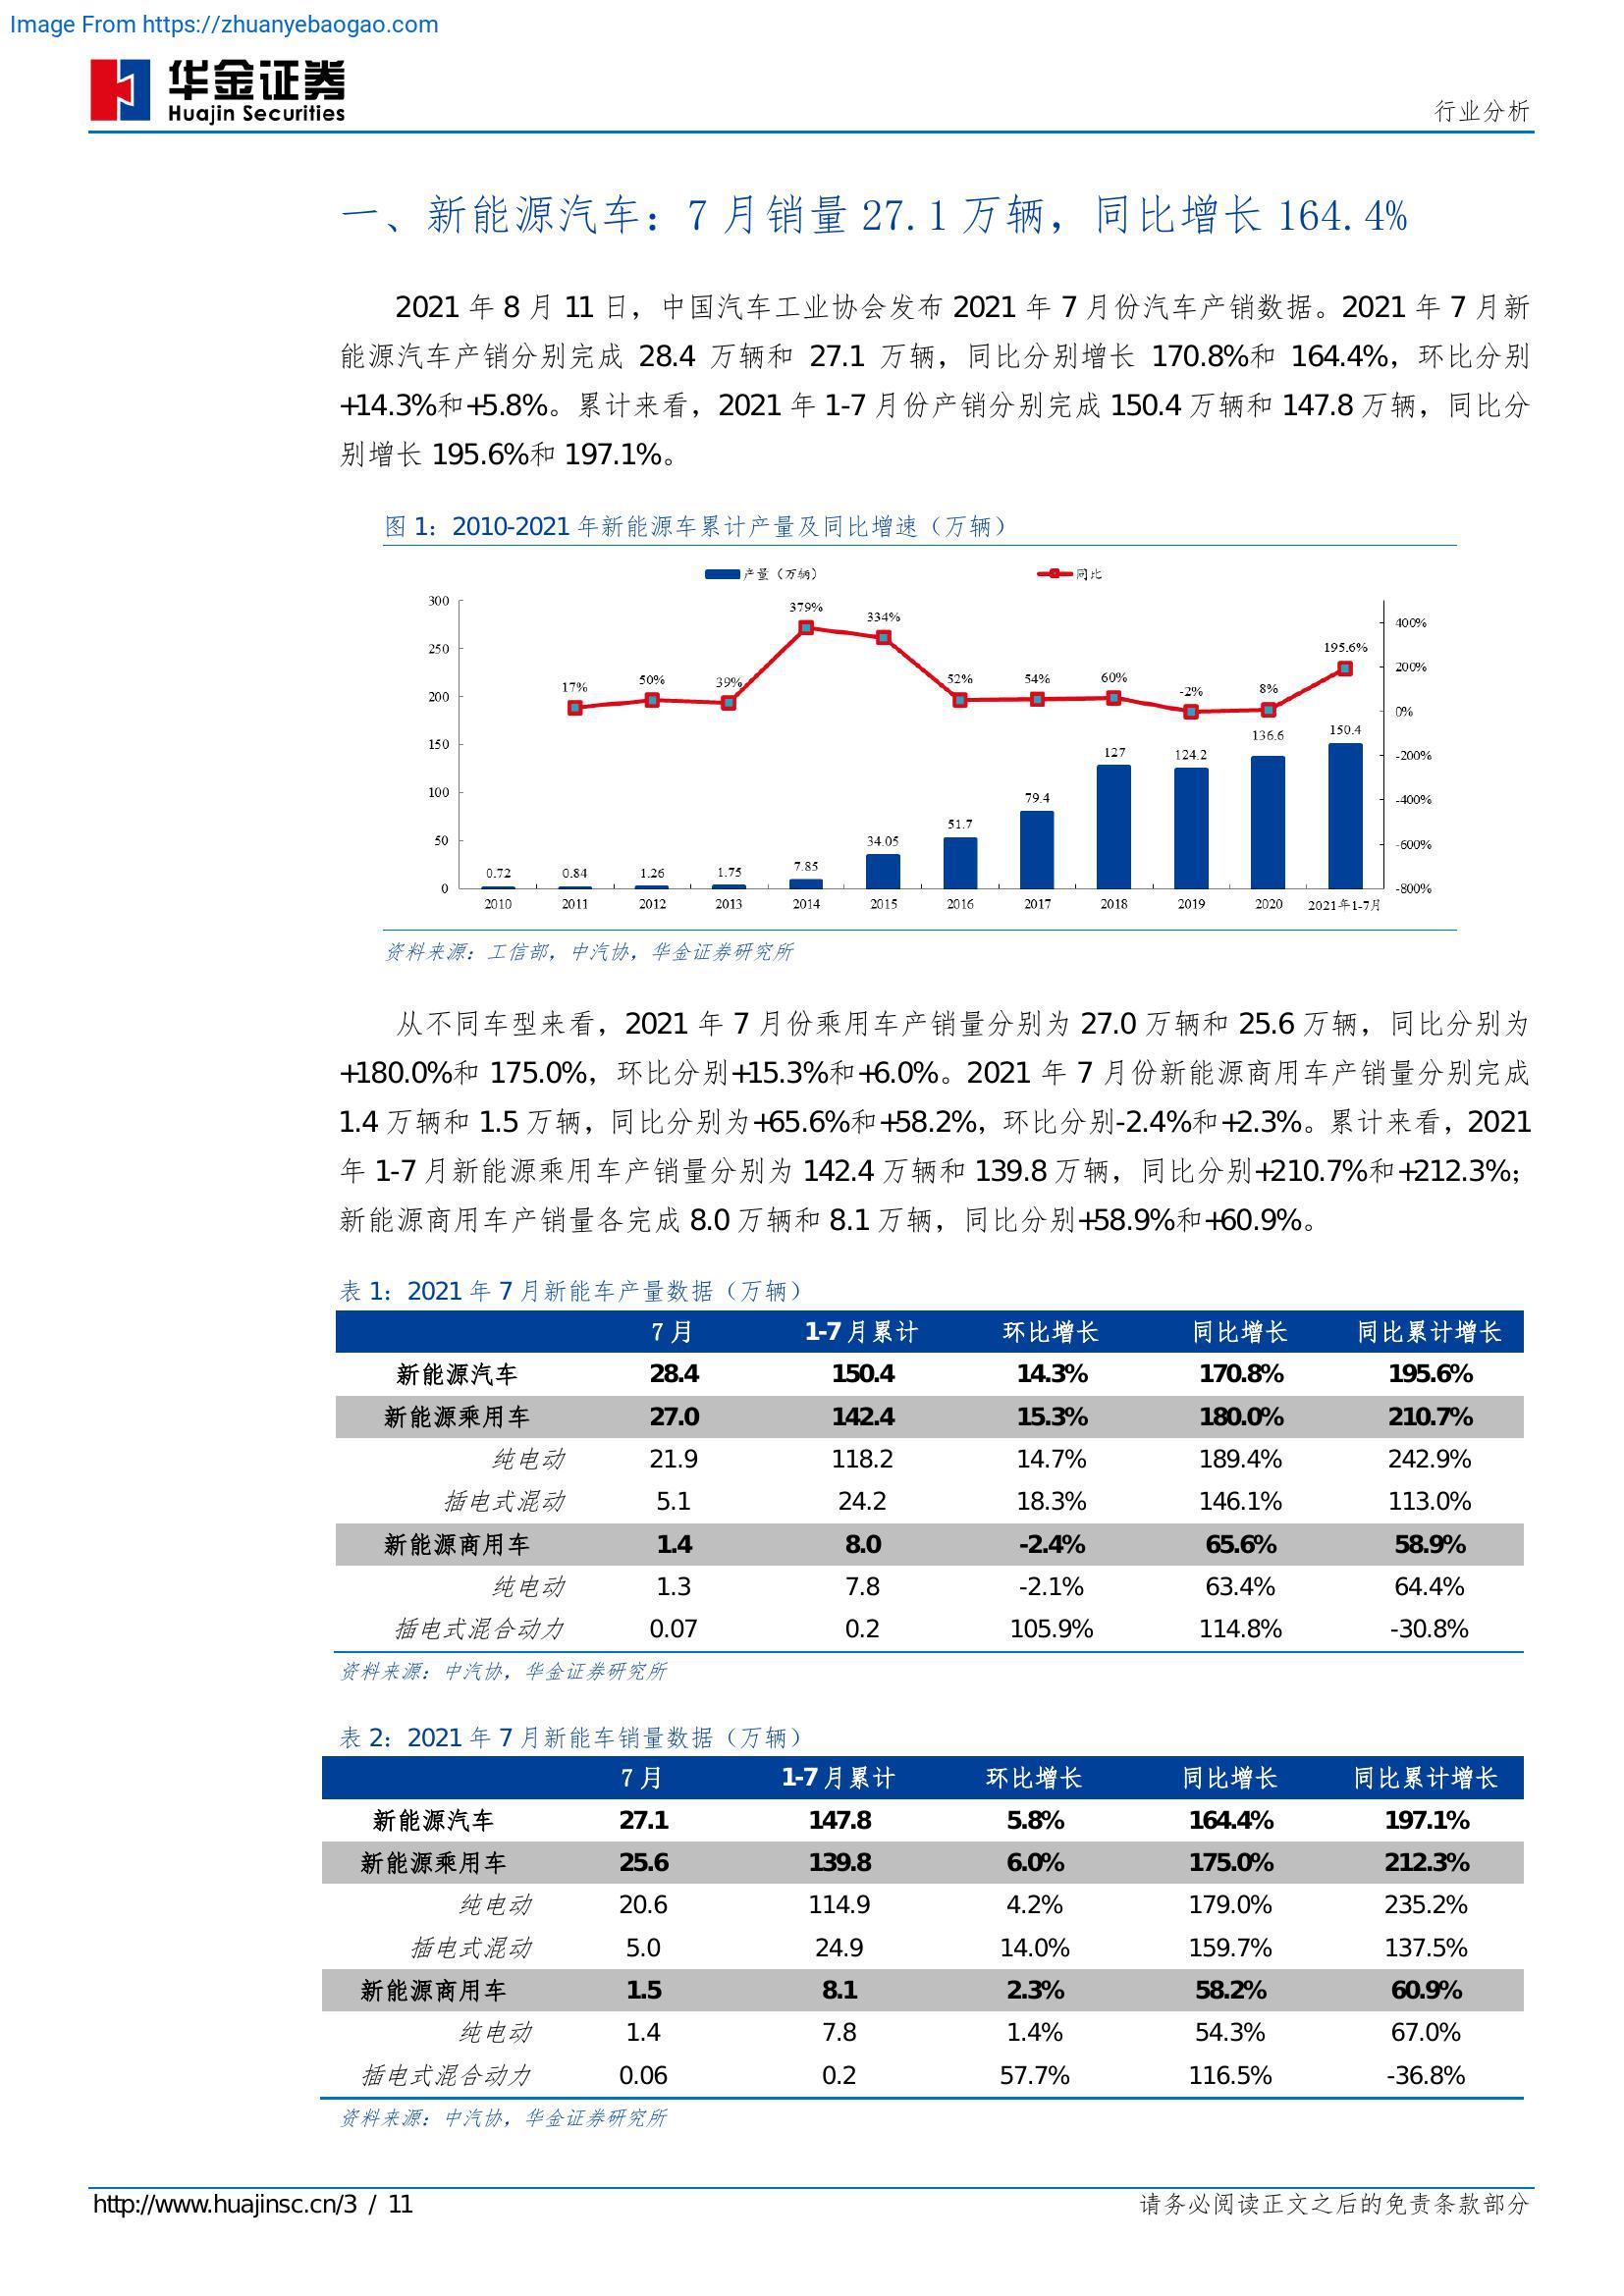 Image From https://zhuanyebaogao.com
华金证券
Huajin Securities
行业分析
一、新能源汽车：7 月销量 27.1 万辆，同比增长 164.4%
2021 年 8 月 11 日，中国汽车工业协会发布 2021 年 7 月份汽车产销数据。2021 年 7 月新
能源汽车产销分别完成 28.4 万辆和 27.1 万辆，同比分别增长 170.8%和 164.4%，环比分别
+14.3%和+5.8%。累计来看，2021 年 1-7 月份产销分别完成 150.4 万辆和 147.8 万辆，同比分
别增长 195.6%和 197.1%。
图 1：2010-2021 年新能源车累计产量及同比增速（万辆）
产量（万辆） 同比
300
250
200
150
100
50
0
400%
200%
0%
-200%
-400%
-600%
-800%
17% 50% 39% 379% 334% 52% 54% 60% -2% 8% 195.6%
0.72 0.84 1.26 1.75 7.85 34.05 51.7 79.4 127 124.2 136.6 150.4
2010 2011 2012 2013 2014 2015 2016 2017 2018 2019 2020 2021年1-7月
资料来源：工信部，中汽协，华金证券研究所
从不同车型来看，2021 年 7 月份乘用车产销量分别为 27.0 万辆和 25.6 万辆，同比分别为
+180.0%和 175.0%，环比分别+15.3%和+6.0%。2021 年 7 月份新能源商用车产销量分别完成
1.4 万辆和 1.5 万辆，同比分别为+65.6%和+58.2%，环比分别-2.4%和+2.3%。累计来看，2021
年 1-7 月新能源乘用车产销量分别为 142.4 万辆和 139.8 万辆，同比分别+210.7%和+212.3%；
新能源商用车产销量各完成 8.0 万辆和 8.1 万辆，同比分别+58.9%和+60.9%。
表 1：2021 年 7 月新能车产量数据（万辆）
7 月 1-7 月累计 环比增长 同比增长 同比累计增长
新能源汽车 28.4 150.4 14.3% 170.8% 195.6%
新能源乘用车 27.0 142.4 15.3% 180.0% 210.7%
纯电动 21.9 118.2 14.7% 189.4% 242.9%
插电式混动 5.1 24.2 18.3% 146.1% 113.0%
新能源商用车 1.4 8.0 -2.4% 65.6% 58.9%
纯电动 1.3 7.8 -2.1% 63.4% 64.4%
插电式混合动力 0.07 0.2 105.9% 114.8% -30.8%
资料来源：中汽协，华金证券研究所
表 2：2021 年 7 月新能车销量数据（万辆）
7 月 1-7 月累计 环比增长 同比增长 同比累计增长
新能源汽车 27.1 147.8 5.8% 164.4% 197.1%
新能源乘用车 25.6 139.8 6.0% 175.0% 212.3%
纯电动 20.6 114.9 4.2% 179.0% 235.2%
插电式混动 5.0 24.9 14.0% 159.7% 137.5%
新能源商用车 1.5 8.1 2.3% 58.2% 60.9%
纯电动 1.4 7.8 1.4% 54.3% 67.0%
插电式混合动力 0.06 0.2 57.7% 116.5% -36.8%
资料来源：中汽协，华金证券研究所
http://www.huajinsc.cn/3 / 11
请务必阅读正文之后的免责条款部分